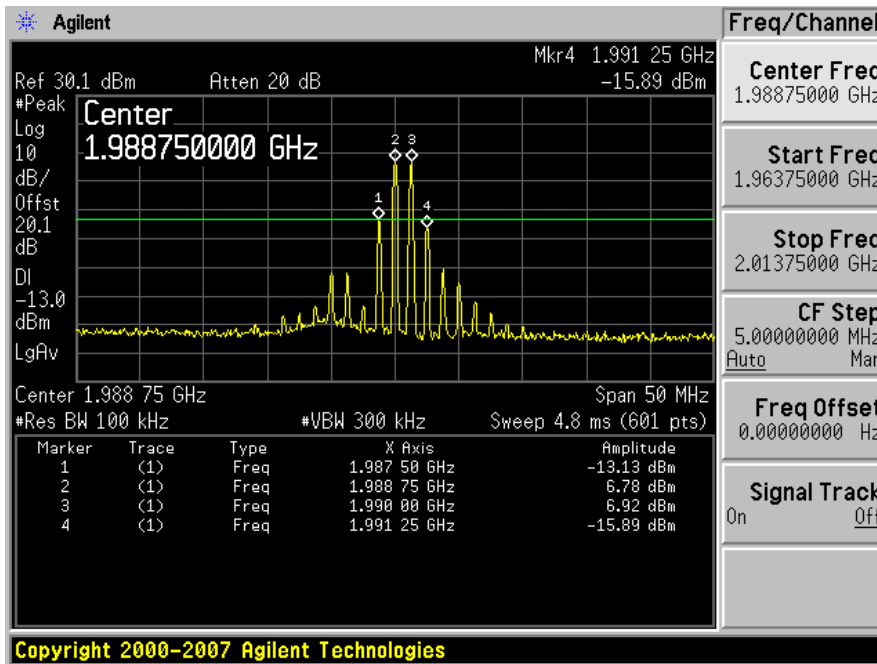 Agilent
Freq/Channel
Mkr4 1.991 25 GHz
Ref 30.1 dBm Atten 20 dB -15.89 dBm
#Peak
Log
10
dB/
Offst
20.1
dB
DI
-13.0
dBm
LgAv
Center
1.988750000 GHz
1
2
3
4
Center 1.988 75 GHz Span 50 MHz
#Res BW 100 kHz #VBW 300 kHz Sweep 4.8 ms (601 pts)
Marker Trace Type X Axis Amplitude
1 (1) Freq 1.987 50 GHz -13.13 dBm
2 (1) Freq 1.988 75 GHz 6.78 dBm
3 (1) Freq 1.990 00 GHz 6.92 dBm
4 (1) Freq 1.991 25 GHz -15.89 dBm
Center Freq
1.98875000 GHz
Start Freq
1.96375000 GHz
Stop Freq
2.01375000 GHz
CF Step
5.00000000 MHz
Auto Man
Freq Offset
0.00000000 Hz
Signal Track
On Off
Copyright 2000-2007 Agilent Technologies